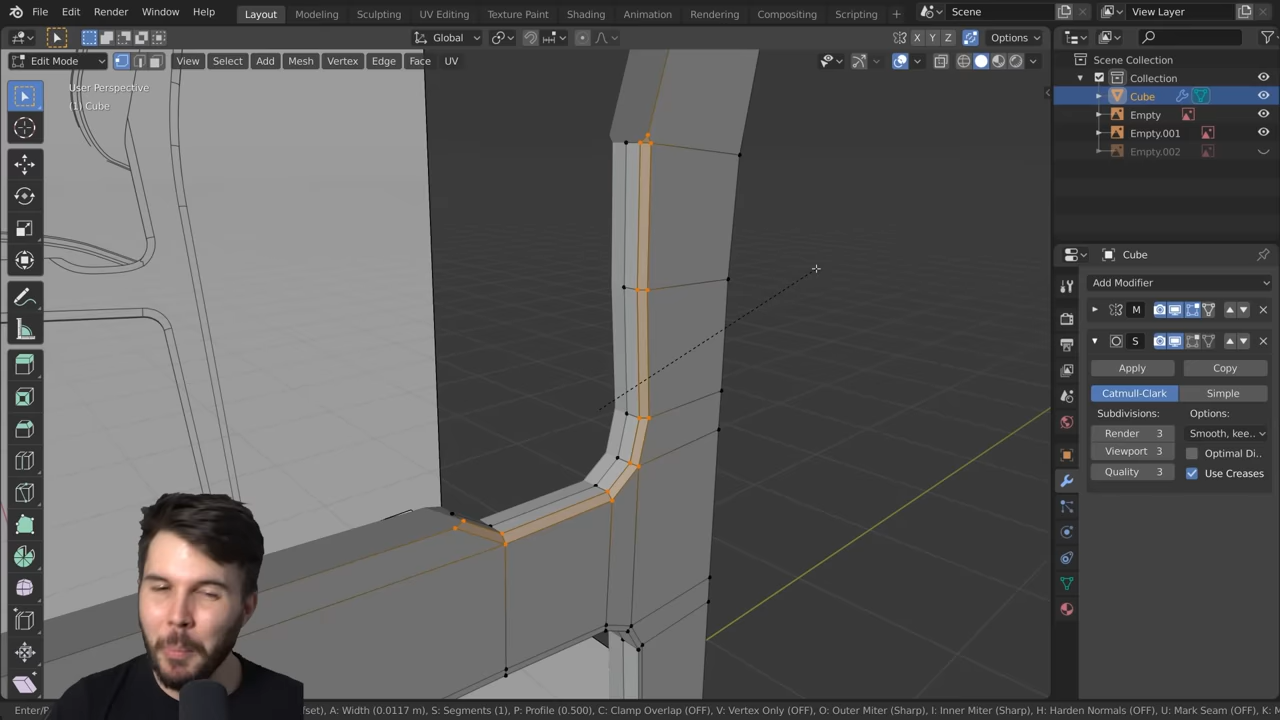 File Edit Render Window Help Layout Modeling Sculpting UV Editing Texture Paint Shading Animation Rendering Compositing Scripting + Scene View Layer
Global X Y Z Options
Edit Mode View Select Add Mesh Vertex Edge Face UV
User Perspective
(1) Cube
Scene Collection
Collection
Cube
Empty
Empty.001
Empty.002
Cube
Add Modifier
M
S
Apply Copy
Catmull-Clark Simple
Subdivisions: Options:
Render 3 Smooth, kee..
Viewport 3 Optimal Di..
Quality 3 Use Creases
Enter/P fset), A: Width (0.0117 m), S: Segments (1), P: Profile (0.500), C: Clamp Overlap (OFF), V: Vertex Only (OFF), O: Outer Miter (Sharp), I: Inner Miter (Sharp), H: Harden Normals (OFF), U: Mark Seam (OFF), K: M